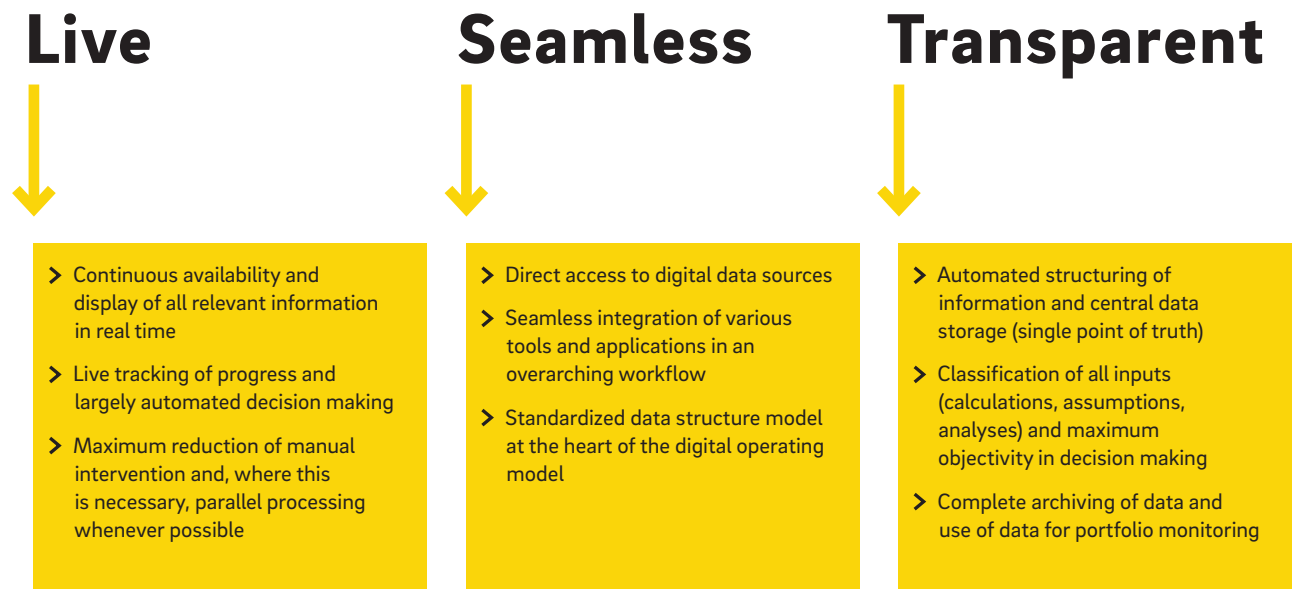 Live
Continuous availability and
display of all relevant information
in real time
Live tracking of progress and
largely automated decision making
Maximum reduction of manual
intervention and, where this
is necessary, parallel processing
whenever possible
Seamless
Direct access to digital data sources
Seamless integration of various
tools and applications in an
overarching workflow
Standardized data structure model
at the heart of the digital operating
model
Transparent
Automated structuring of
information and central data
storage (single point of truth)
Classification of all inputs
(calculations, assumptions,
analyses) and maximum
objectivity in decision making
Complete archiving of data and
use of data for portfolio monitoring